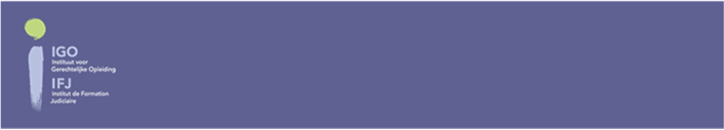 IGO
Instituut voor
Gerechtelijke Opleiding
IFJ
Institut de Formation
Judiciaire